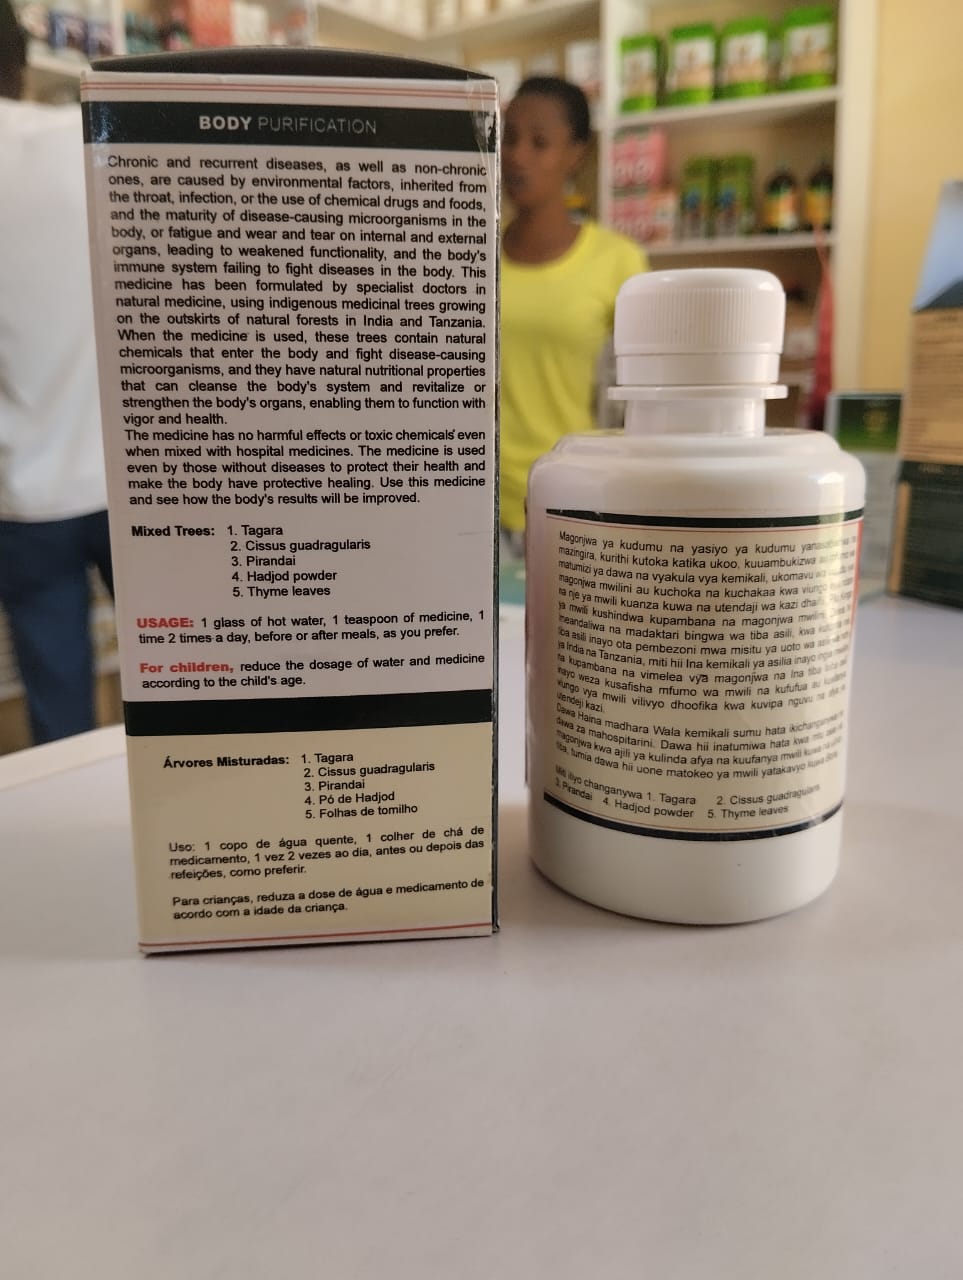 BODY PURIFICATION
Chronic and recurrent diseases, as well as non-chronic
ones, are caused by environmental factors, inherited from
the throat, infection, or the use of chemical drugs and foods,
and the maturity of disease-causing microorganisms in the
body, or fatigue and wear and tear on internal and external
organs, leading to weakened functionality, and the body's
immune system failing to fight diseases in the body. This
medicine has been formulated by specialist doctors in
natural medicine, using indigenous medicinal trees growing
on the outskirts of natural forests in India and Tanzania.
When the medicine is used, these trees contain natural
chemicals that enter the body and fight disease-causing
microorganisms, and they have natural nutritional properties
that can cleanse the body's system and revitalize or
strengthen the body's organs, enabling them to function with
vigor and health.
The medicine has no harmful effects or toxic chemicals even
when mixed with hospital medicines. The medicine is used
even by those without diseases to protect their health and
make the body have protective healing. Use this medicine
and see how the body's results will be improved.
Mixed Trees: 1. Tagara
2. Cissus guadragularis
3. Pirandai
4. Hadjod powder
5. Thyme leaves
USAGE: 1 glass of hot water, 1 teaspoon of medicine, 1
time 2 times a day, before or after meals, as you prefer.
For children, reduce the dosage of water and medicine
according to the child's age.
Árvores Misturadas: 1. Tagara
2. Cissus guadragularis
3. Pirandai
4. Pó de Hadjod
5. Folhas de tomilho
Uso: 1 copo de água quente, 1 colher de chá de
medicamento, 1 vez 2 vezes ao dia, antes ou depois das
refeições, como preferir.
Para crianças, reduza a dose de água e medicamento de
acordo com a idade da criança.
Magonjwa ya kudumu na yasiyo ya kudumu
mazingira, kurithi kutoka katika ukoo, kuuambukizwa
matumizi ya dawa na vyakula vya kemikali, ukomavu wa
magonjwa mwilini au kuchoka na kuchakaa kwa viungo
na nje ya mwili kuanza kuwa na utendaji wa kazi
ya mwili kushindwa kupambana na magonjwa mwilini.
imeandaliwa na madaktari bingwa wa tiba asili, kwa
tiba asili inayo ota pembezoni mwa misitu ya uoto wa
ya India na Tanzania, miti hii Ina kemikali ya asilia inayo
na kupambana na vimelea vya magonjwa na Ina tiba
inayo weza kusafisha mfumo wa mwili na kufufua au
viungo vya mwili vilivyo dhoofika kwa kuvipa nguvu na
utendeji kazi.
Dawa Haina madhara Wala kemikali sumu hata
dawa za mahospitarini. Dawa hii inatumiwa hata kwa mtu
magonjwa kwa ajili ya kulinda afya na kuufanya mwili kuwa na
tiba, tumia dawa hii uone matokeo ya mwili yatakavyo kuwa
Miti iliyo changanywa 1. Tagara 2. Cissus guadragularis
3. Pirandai 4. Hadjod powder 5. Thyme leaves